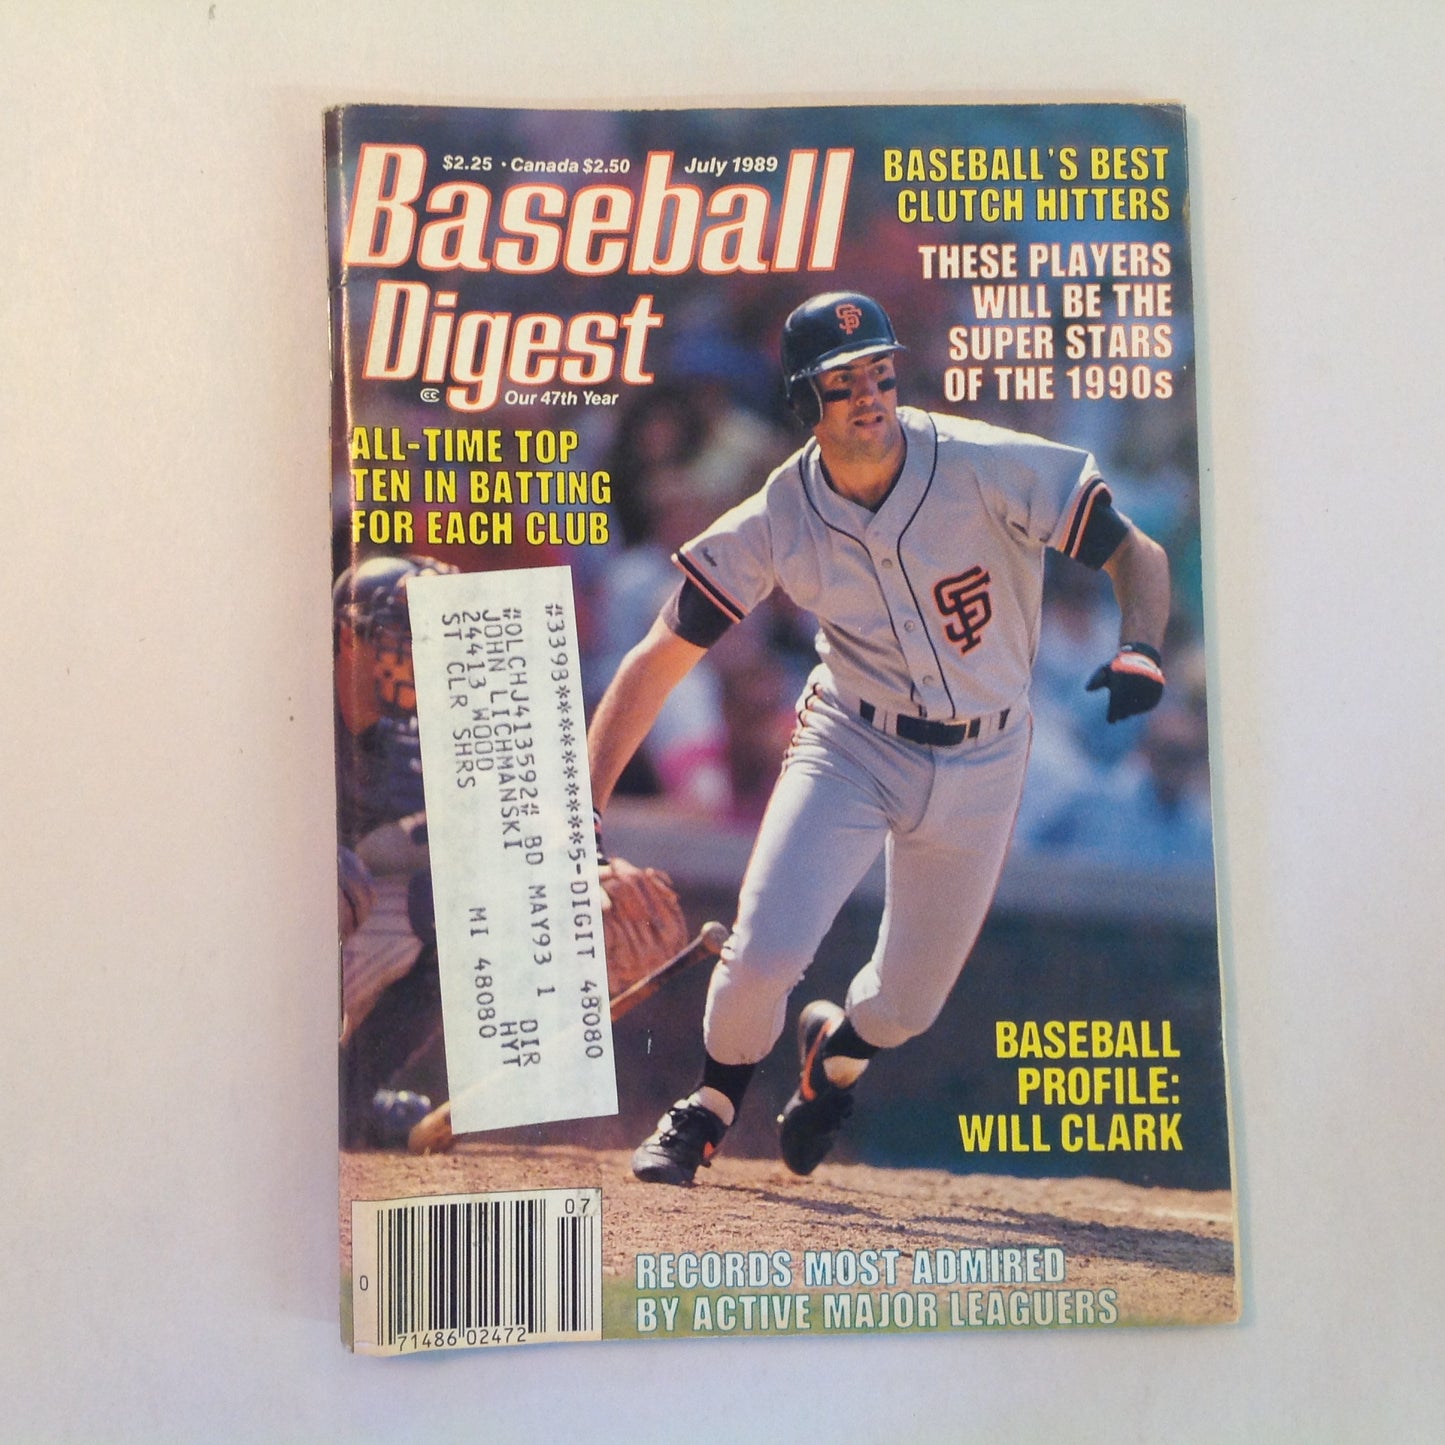 $2.25 · Canada $2.50
July 1989
Baseball
Digest
CC
Our 47th Year
BASEBALL'S BEST
CLUTCH HITTERS
THESE PLAYERS
WILL BE THE
SUPER STARS
OF THE 1990s
ALL-TIME TOP
TEN IN BATTING
FOR EACH CLUB
SF
SF
#3398**********5-DIGIT 48080
#OLCHJ413592# BD MAY93 1 DIR
JOHN LICHMANSKI HYT
24413 WOOD
ST CLR SHRS MI 48080
BASEBALL
PROFILE:
WILL CLARK
RECORDS MOST ADMIRED
BY ACTIVE MAJOR LEAGUERS
07
0
71486 02472